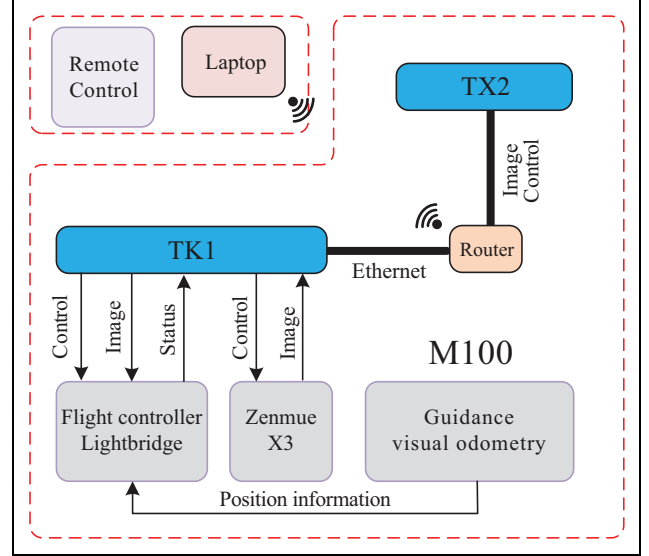 Remote
Control
Laptop
TX2
Image
Control
TK1
Router
Ethernet
Control
Image
Status
Control
Image
M100
Flight controller
Lightbridge
Zenmue
X3
Guidance
visual odometry
Position information